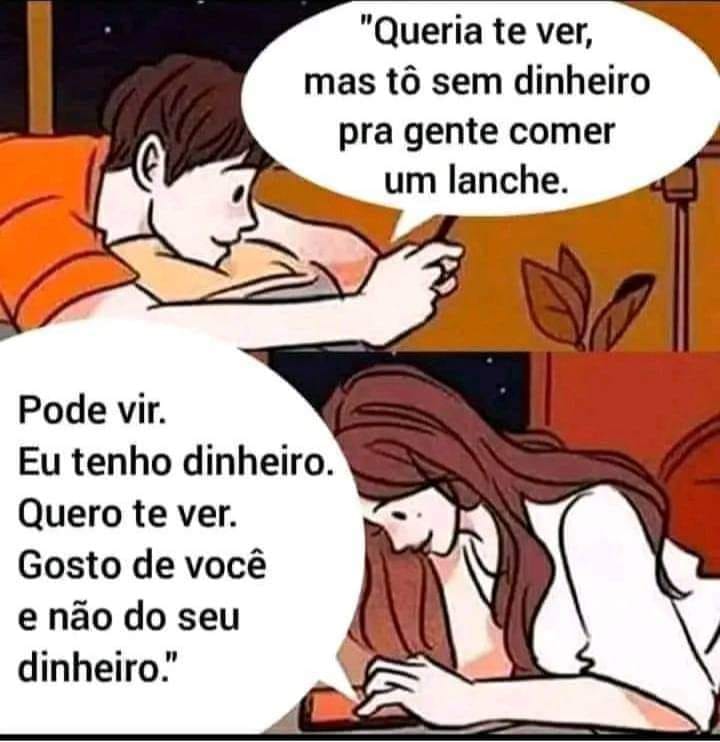 "Queria te ver,
mas tô sem dinheiro
pra gente comer
um lanche.
Pode vir.
Eu tenho dinheiro.
Quero te ver.
Gosto de você
e não do seu
dinheiro."